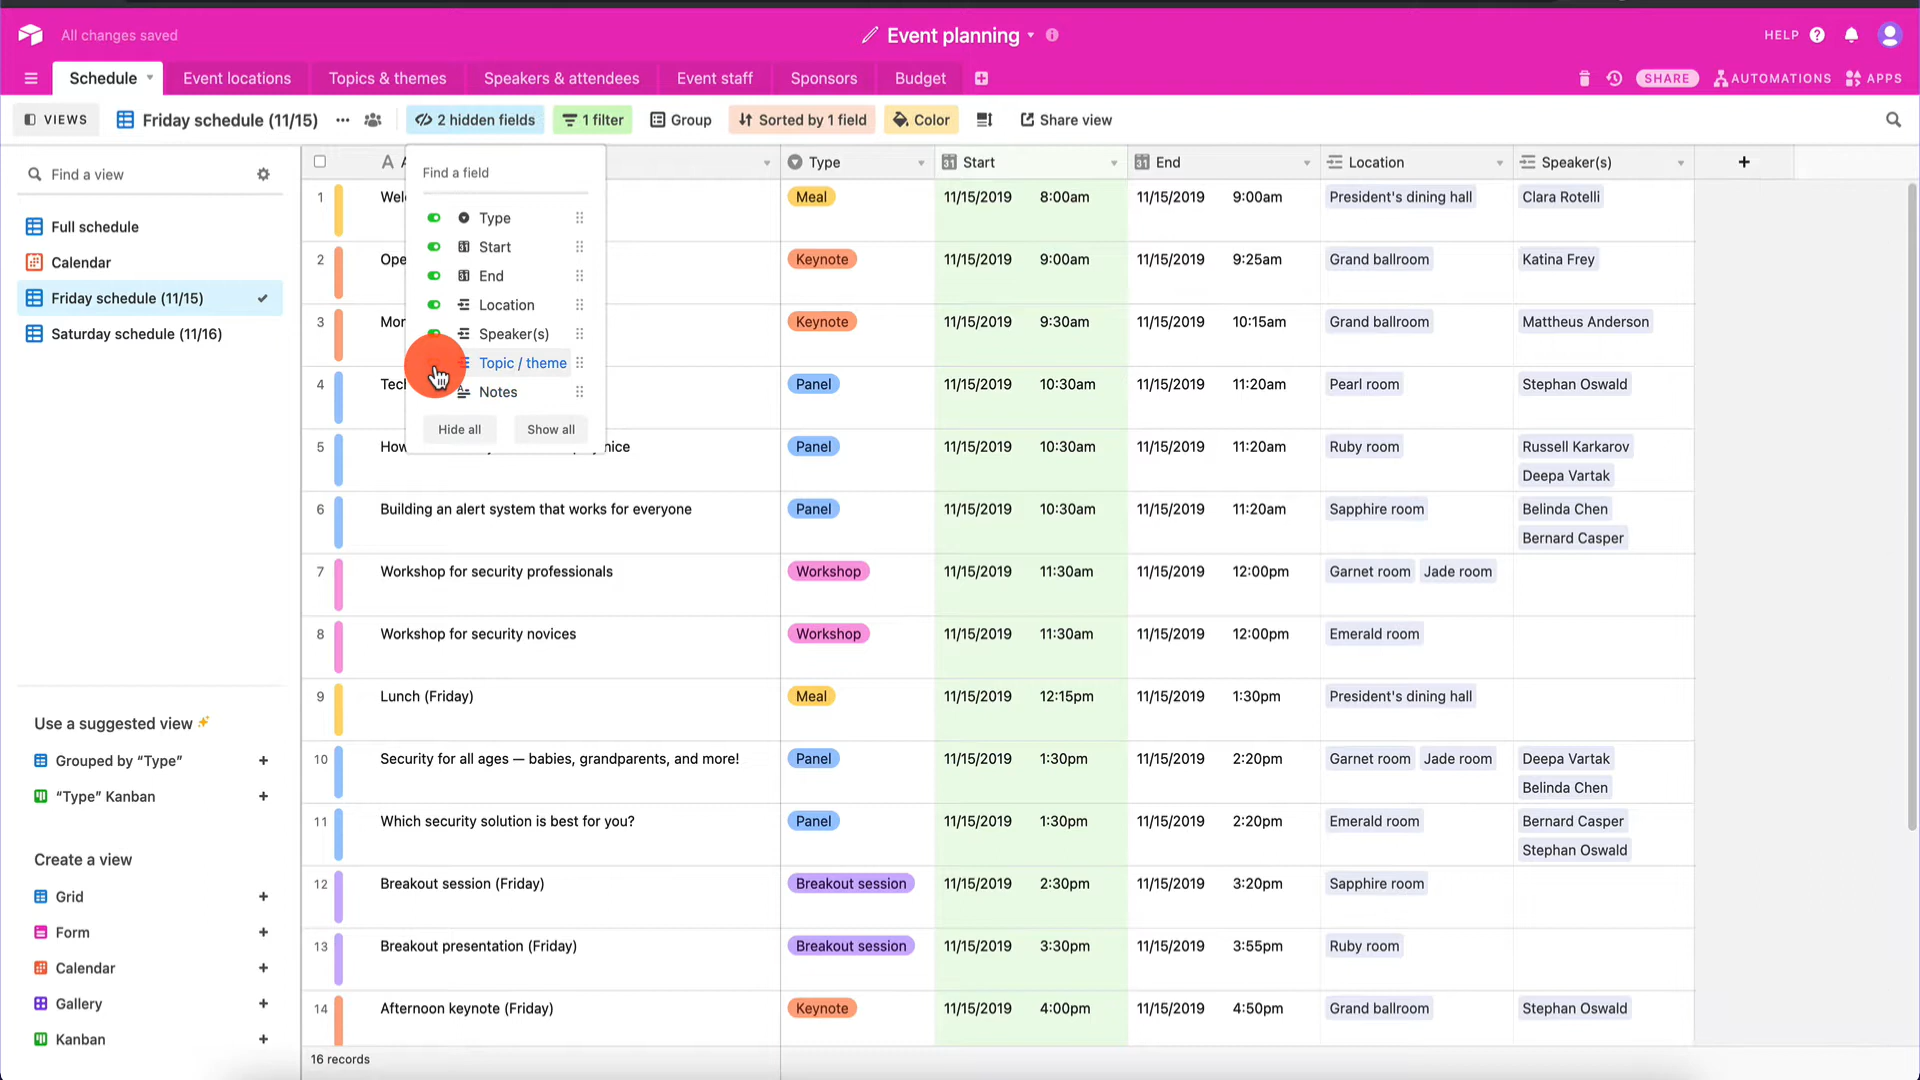 All changes saved
Event planning
HELP
Schedule
Event locations
Topics & themes
Speakers & attendees
Event staff
Sponsors
Budget
SHARE
AUTOMATIONS
APPS
VIEWS
Friday schedule (11/15)
2 hidden fields
1 filter
Group
Sorted by 1 field
Color
Share view
Find a view
Full schedule
Calendar
Friday schedule (11/15)
Saturday schedule (11/16)
Use a suggested view
Grouped by “Type”
“Type” Kanban
Create a view
Grid
Form
Calendar
Gallery
Kanban
Find a field
Type
Start
End
Location
Speaker(s)
Topic / theme
Notes
Hide all
Show all
Type Start End Location Speaker(s)
1 Meal 11/15/2019 8:00am 11/15/2019 9:00am President's dining hall Clara Rotelli
2 Keynote 11/15/2019 9:00am 11/15/2019 9:25am Grand ballroom Katina Frey
3 Keynote 11/15/2019 9:30am 11/15/2019 10:15am Grand ballroom Mattheus Anderson
4 Panel 11/15/2019 10:30am 11/15/2019 11:20am Pearl room Stephan Oswald
5 How Panel 11/15/2019 10:30am 11/15/2019 11:20am Ruby room Russell Karkarov
Deepa Vartak
6 Building an alert system that works for everyone Panel 11/15/2019 10:30am 11/15/2019 11:20am Sapphire room Belinda Chen
Bernard Casper
7 Workshop for security professionals Workshop 11/15/2019 11:30am 11/15/2019 12:00pm Garnet room Jade room
8 Workshop for security novices Workshop 11/15/2019 11:30am 11/15/2019 12:00pm Emerald room
9 Lunch (Friday) Meal 11/15/2019 12:15pm 11/15/2019 1:30pm President's dining hall
10 Security for all ages — babies, grandparents, and more! Panel 11/15/2019 1:30pm 11/15/2019 2:20pm Garnet room Jade room Deepa Vartak
Belinda Chen
11 Which security solution is best for you? Panel 11/15/2019 1:30pm 11/15/2019 2:20pm Emerald room Bernard Casper
Stephan Oswald
12 Breakout session (Friday) Breakout session 11/15/2019 2:30pm 11/15/2019 3:20pm Sapphire room
13 Breakout presentation (Friday) Breakout session 11/15/2019 3:30pm 11/15/2019 3:55pm Ruby room
14 Afternoon keynote (Friday) Keynote 11/15/2019 4:00pm 11/15/2019 4:50pm Grand ballroom Stephan Oswald
16 records